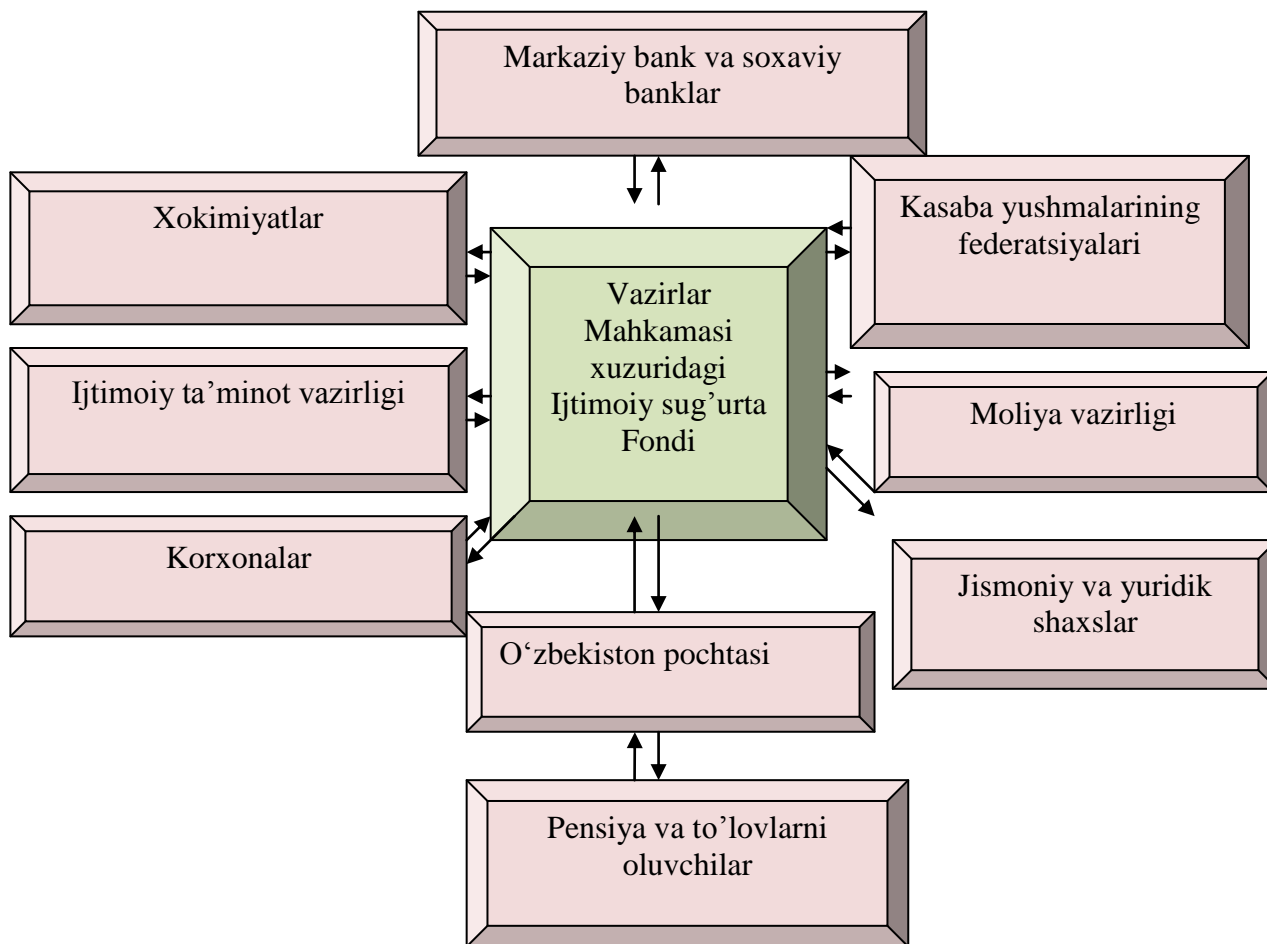 Markaziy bank va soxaviy
banklar
Xokimiyatlar
Kasaba yushmalarining
federatsiyalari
Vazirlar
Mahkamasi
xuzuridagi
Ijtimoiy sug’urta
Fondi
Ijtimoiy ta’minot vazirligi
Moliya vazirligi
Korxonalar
Jismoniy va yuridik
shaxslar
O‘zbekiston pochtasi
Pensiya va to’lovlarni
oluvchilar